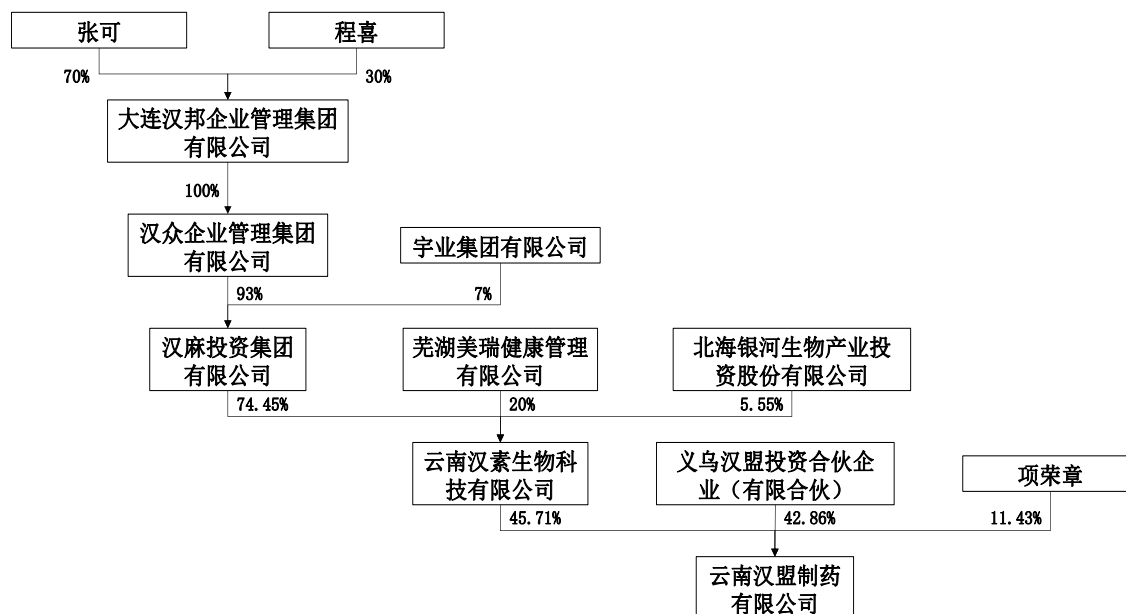 张可
程喜
70%
30%
大连汉邦企业管理集团
有限公司
100%
汉众企业管理集团
有限公司
宇业集团有限公司
93%
7%
汉麻投资集团
有限公司
芜湖美瑞健康管理
有限公司
北海银河生物产业投
资股份有限公司
74.45%
20%
5.55%
云南汉素生物科
技有限公司
义乌汉盟投资合伙企
业（有限合伙）
项荣章
45.71%
42.86%
11.43%
云南汉盟制药
有限公司